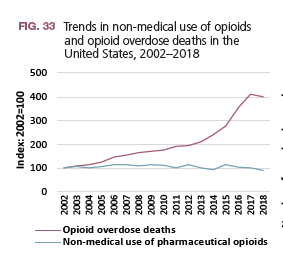 FIG. 33 Trends in non-medical use of opioids
and opioid overdose deaths in the
United States, 2002–2018
Index: 2002=100
500
400
300
200
100
0
2002 2003 2004 2005 2006 2007 2008 2009 2010 2011 2012 2013 2014 2015 2016 2017 2018
Opioid overdose deaths
Non-medical use of pharmaceutical opioids